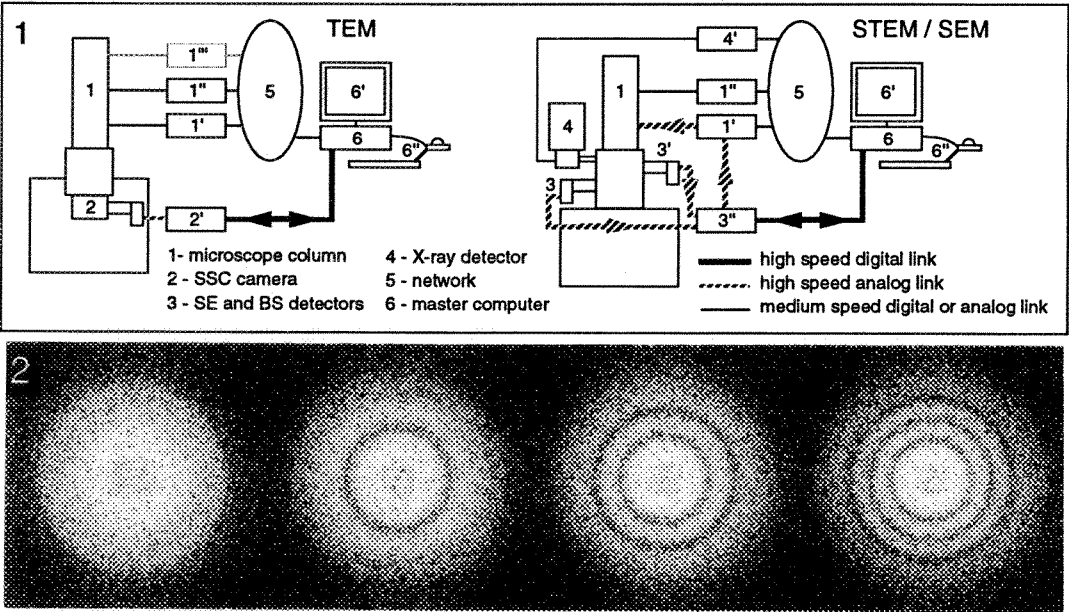 1
TEM
STEM / SEM
1'''
1
1''
5
6'
1'
6
6''
2
2'
4'
1
1''
5
6'
4
1'
6
6''
3'
3
3''
1- microscope column
2 - SSC camera
3 - SE and BS detectors
4 - X-ray detector
5 - network
6 - master computer
high speed digital link
high speed analog link
medium speed digital or analog link
2